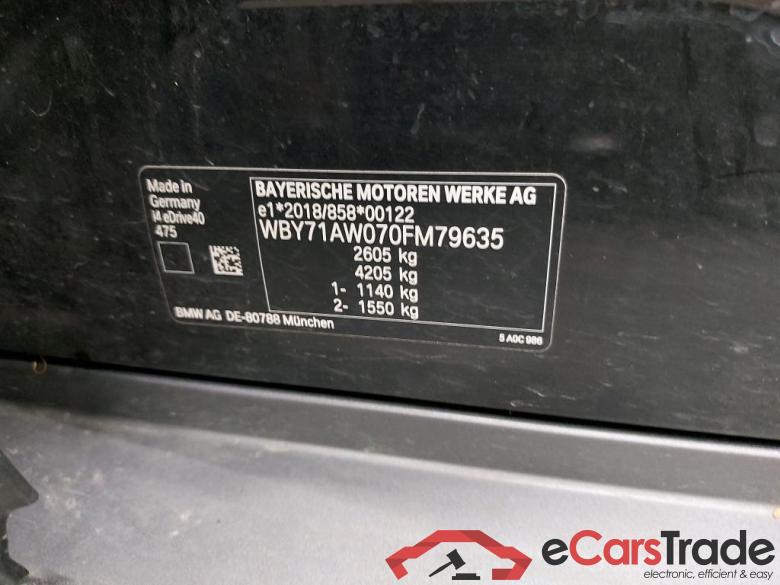 Made in
Germany
i4 eDrive40
475
BAYERISCHE MOTOREN WERKE AG
e1*2018/858*00122
WBY71AW070FM79635
2605 kg
4205 kg
1- 1140 kg
2- 1550 kg
BMW AG DE-80788 München
5 A0C 986
eCarsTrade
electronic, efficient & easy